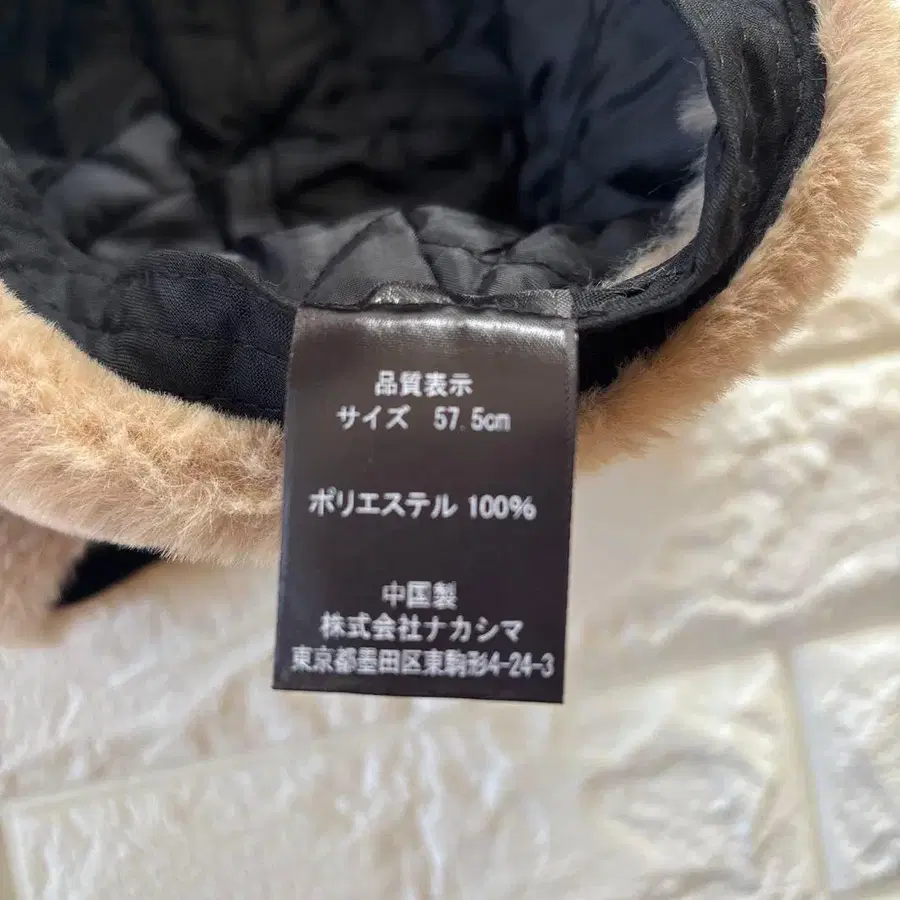 品質表示
サイズ 57.5cm
ポリエステル 100%
中国製
株式会社ナカシマ
東京都墨田区東駒形4-24-3